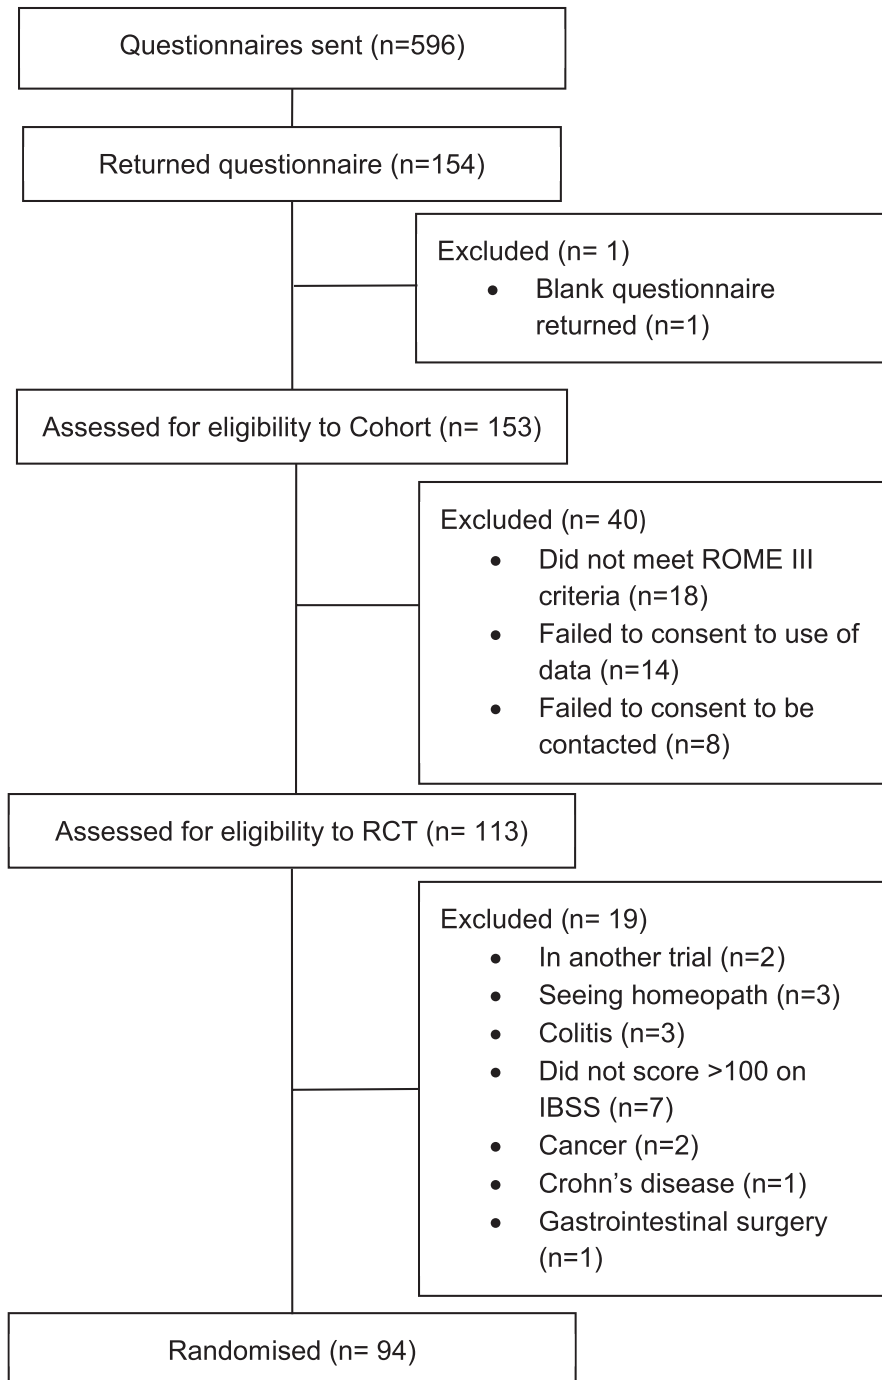 Questionnaires sent (n=596)
Returned questionnaire (n=154)
Excluded (n= 1)
• Blank questionnaire
returned (n=1)
Assessed for eligibility to Cohort (n= 153)
Excluded (n= 40)
• Did not meet ROME III
criteria (n=18)
• Failed to consent to use of
data (n=14)
• Failed to consent to be
contacted (n=8)
Assessed for eligibility to RCT (n= 113)
Excluded (n= 19)
• In another trial (n=2)
• Seeing homeopath (n=3)
• Colitis (n=3)
• Did not score >100 on
IBSS (n=7)
• Cancer (n=2)
• Crohn’s disease (n=1)
• Gastrointestinal surgery
(n=1)
Randomised (n= 94)